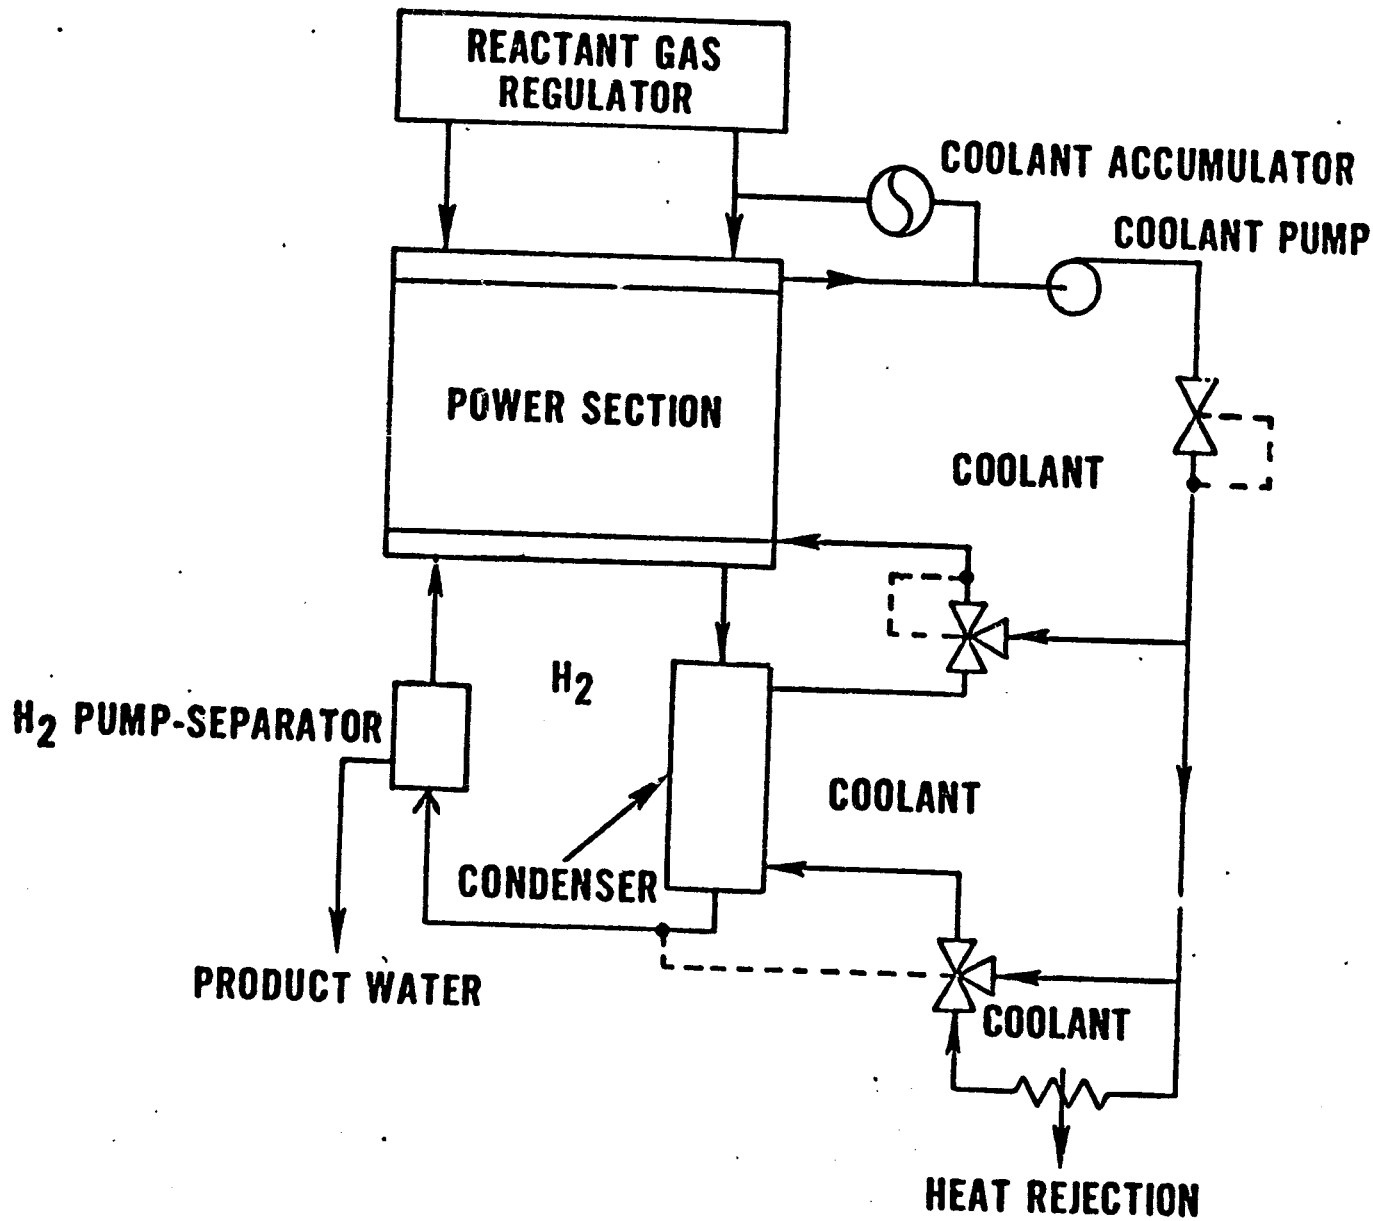 REACTANT GAS
REGULATOR
COOLANT ACCUMULATOR
COOLANT PUMP
POWER SECTION
COOLANT
H2
H2 PUMP-SEPARATOR
COOLANT
CONDENSER
PRODUCT WATER
COOLANT
HEAT REJECTION